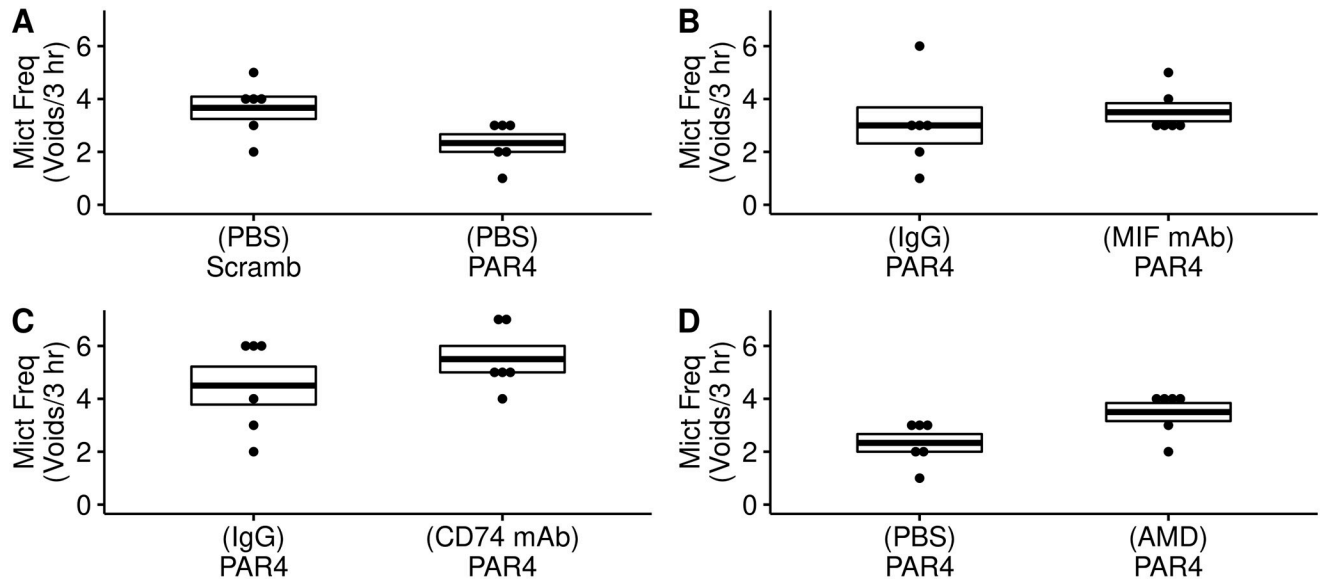 A
Mict Freq
(Voids/3 hr)
6
4
2
0
(PBS)
Scramb
(PBS)
PAR4
B
Mict Freq
(Voids/3 hr)
6
4
2
0
(IgG)
PAR4
(MIF mAb)
PAR4
C
Mict Freq
(Voids/3 hr)
6
4
2
0
(IgG)
PAR4
(CD74 mAb)
PAR4
D
Mict Freq
(Voids/3 hr)
6
4
2
0
(PBS)
PAR4
(AMD)
PAR4